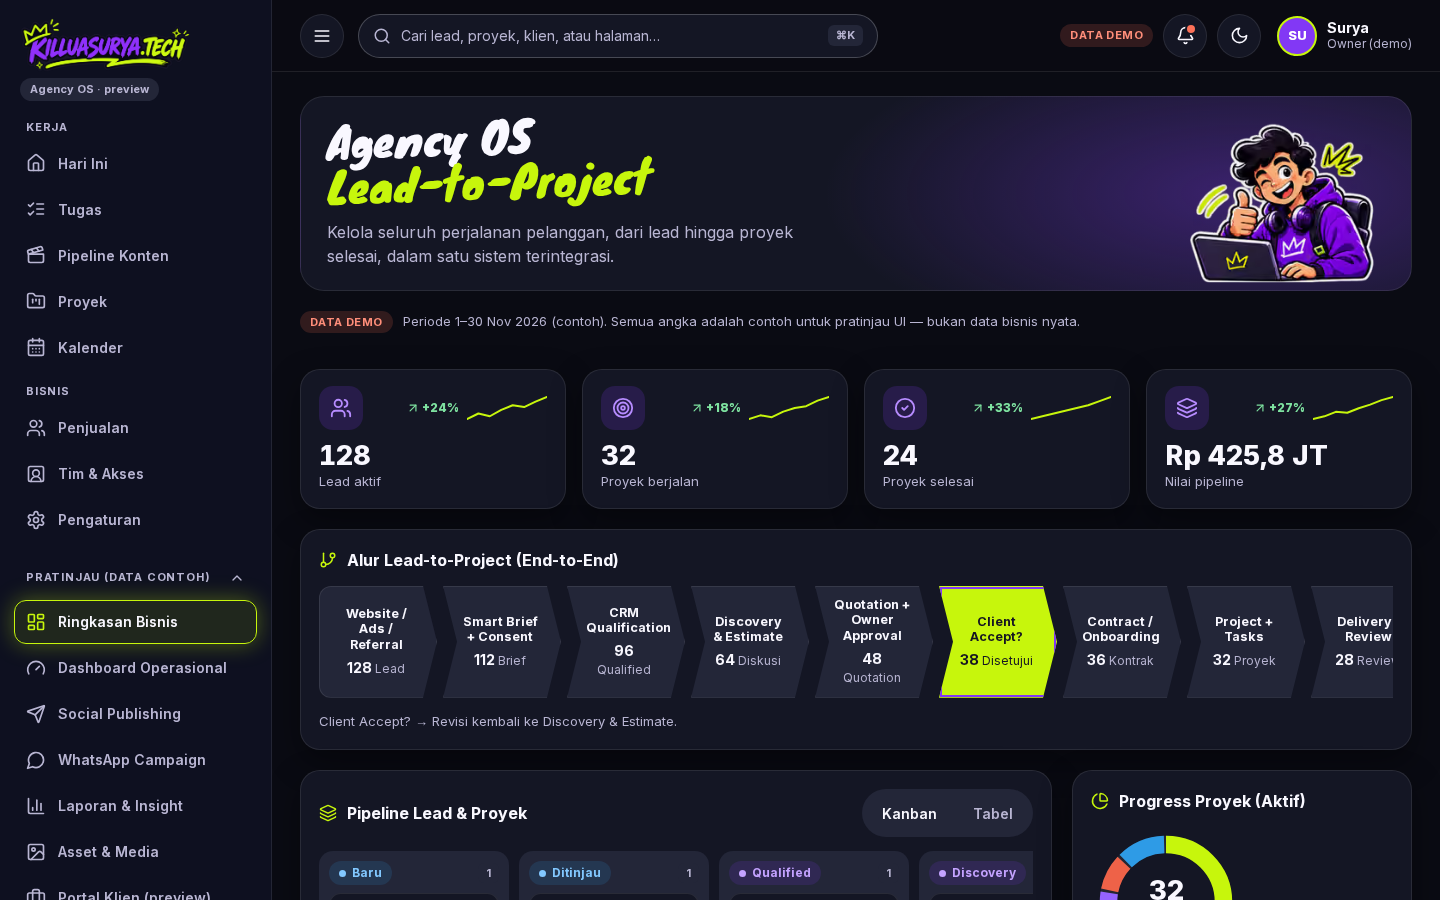 KILLUASURYA.TECH
Agency OS · preview
KERJA
Hari Ini
Tugas
Pipeline Konten
Proyek
Kalender
BISNIS
Penjualan
Tim & Akses
Pengaturan
PRATINJAU (DATA CONTOH)
Ringkasan Bisnis
Dashboard Operasional
Social Publishing
WhatsApp Campaign
Laporan & Insight
Asset & Media
Portal Klien (preview)
Cari lead, proyek, klien, atau halaman...
⌘K
DATA DEMO
SU
Surya
Owner (demo)
Agency OS
Lead-to-Project
Kelola seluruh perjalanan pelanggan, dari lead hingga proyek
selesai, dalam satu sistem terintegrasi.
DATA DEMO
Periode 1–30 Nov 2026 (contoh). Semua angka adalah contoh untuk pratinjau UI — bukan data bisnis nyata.
+24%
128
Lead aktif
+18%
32
Proyek berjalan
+33%
24
Proyek selesai
+27%
Rp 425,8 JT
Nilai pipeline
Alur Lead-to-Project (End-to-End)
Website /
Ads /
Referral
128 Lead
Smart Brief
+ Consent
112 Brief
CRM
Qualification
96
Qualified
Discovery
& Estimate
64 Diskusi
Quotation +
Owner
Approval
48
Quotation
Client
Accept?
38 Disetujui
Contract /
Onboarding
36 Kontrak
Project +
Tasks
32 Proyek
Delivery
Review
28 Review
Client Accept? → Revisi kembali ke Discovery & Estimate.
Pipeline Lead & Proyek
Kanban
Tabel
Baru
1
Ditinjau
1
Qualified
1
Discovery
Progress Proyek (Aktif)
32